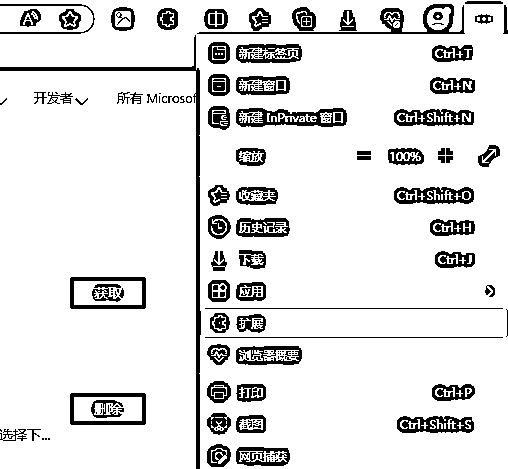 新建标签页 Ctrl+T
新建窗口 Ctrl+N
开发者 所有 Microsof
新建 InPrivate 窗口 Ctrl+Shift+N
缩放 100%
收藏夹 Ctrl+Shift+O
历史记录 Ctrl+H
下载 Ctrl+J
应用
获取
扩展
浏览器概要
打印 Ctrl+P
删除
截图 Ctrl+Shift+S
选择下...
网页捕获